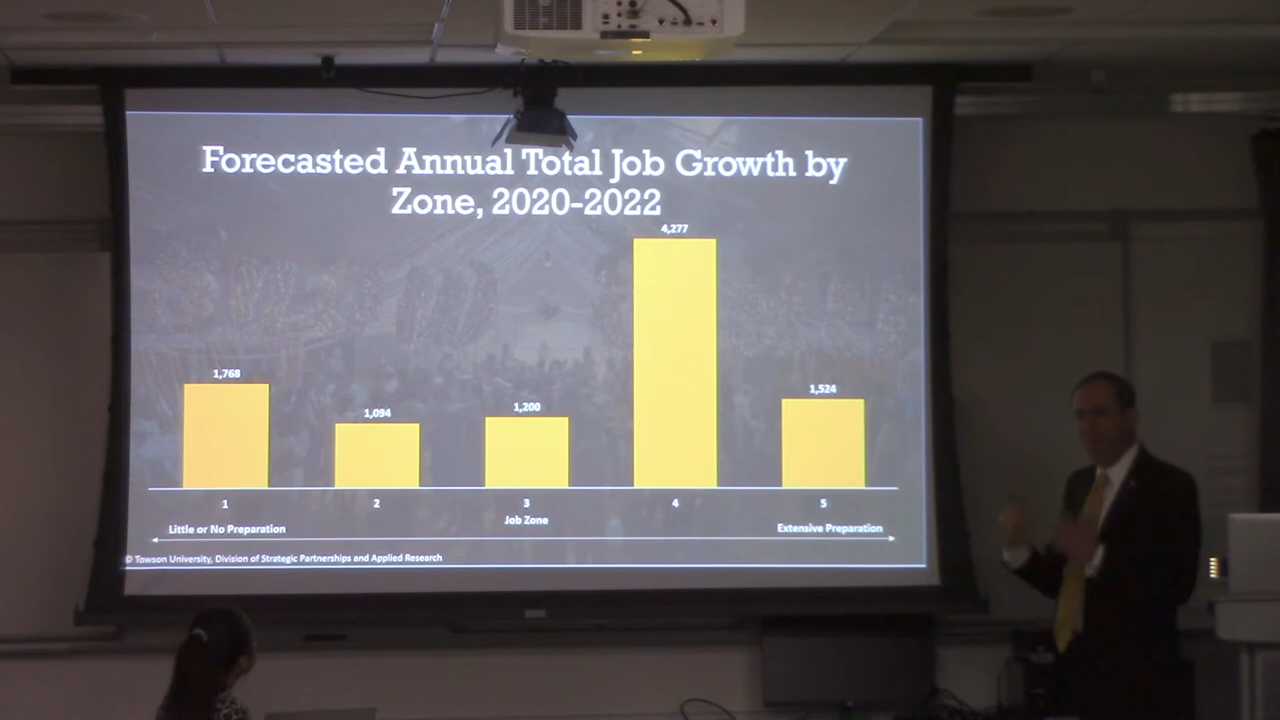 Forecasted Annual Total Job Growth by
Zone, 2020-2022
4,277
1,768
1,094
1,200
1,524
1
2
3
4
5
Job Zone
Little or No Preparation
Extensive Preparation
© Towson University, Division of Strategic Partnerships and Applied Research